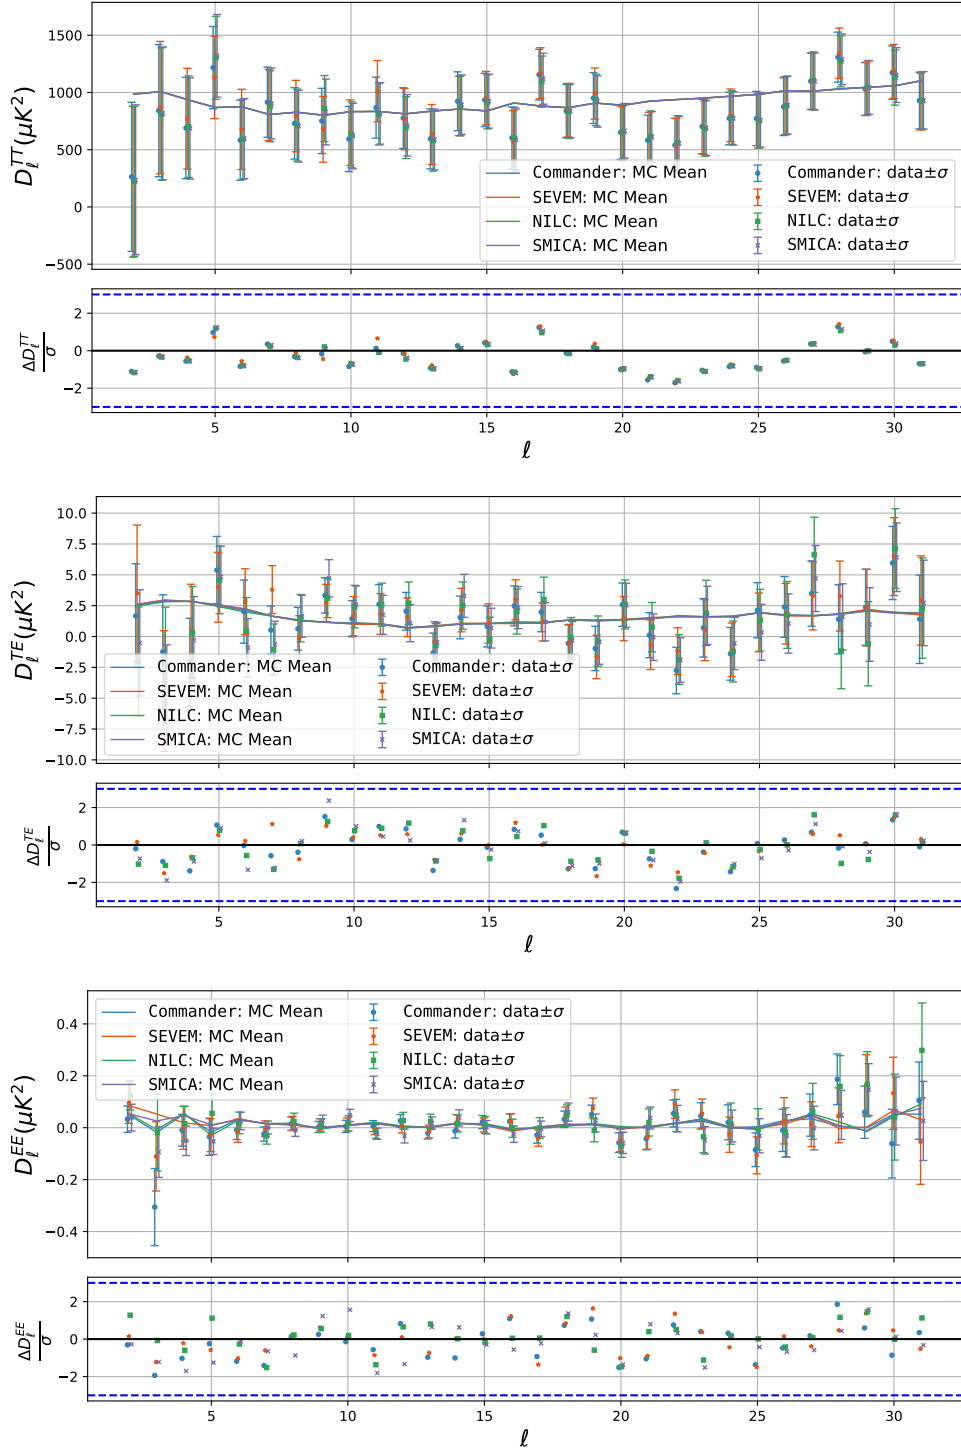 1500
1000
500
0
−500
D_ℓ^TT (μK²)
Commander: MC Mean
SEVEM: MC Mean
NILC: MC Mean
SMICA: MC Mean
Commander: data±σ
SEVEM: data±σ
NILC: data±σ
SMICA: data±σ
2
0
−2
ΔD_ℓ^TT
σ
5 10 15 20 25 30
ℓ
10.0
7.5
5.0
2.5
0.0
−2.5
−5.0
−7.5
−10.0
D_ℓ^TE (μK²)
Commander: MC Mean
SEVEM: MC Mean
NILC: MC Mean
SMICA: MC Mean
Commander: data±σ
SEVEM: data±σ
NILC: data±σ
SMICA: data±σ
2
0
−2
ΔD_ℓ^TE
σ
5 10 15 20 25 30
ℓ
0.4
0.2
0.0
−0.2
−0.4
D_ℓ^EE (μK²)
Commander: MC Mean
SEVEM: MC Mean
NILC: MC Mean
SMICA: MC Mean
Commander: data±σ
SEVEM: data±σ
NILC: data±σ
SMICA: data±σ
2
0
−2
ΔD_ℓ^EE
σ
5 10 15 20 25 30
ℓ